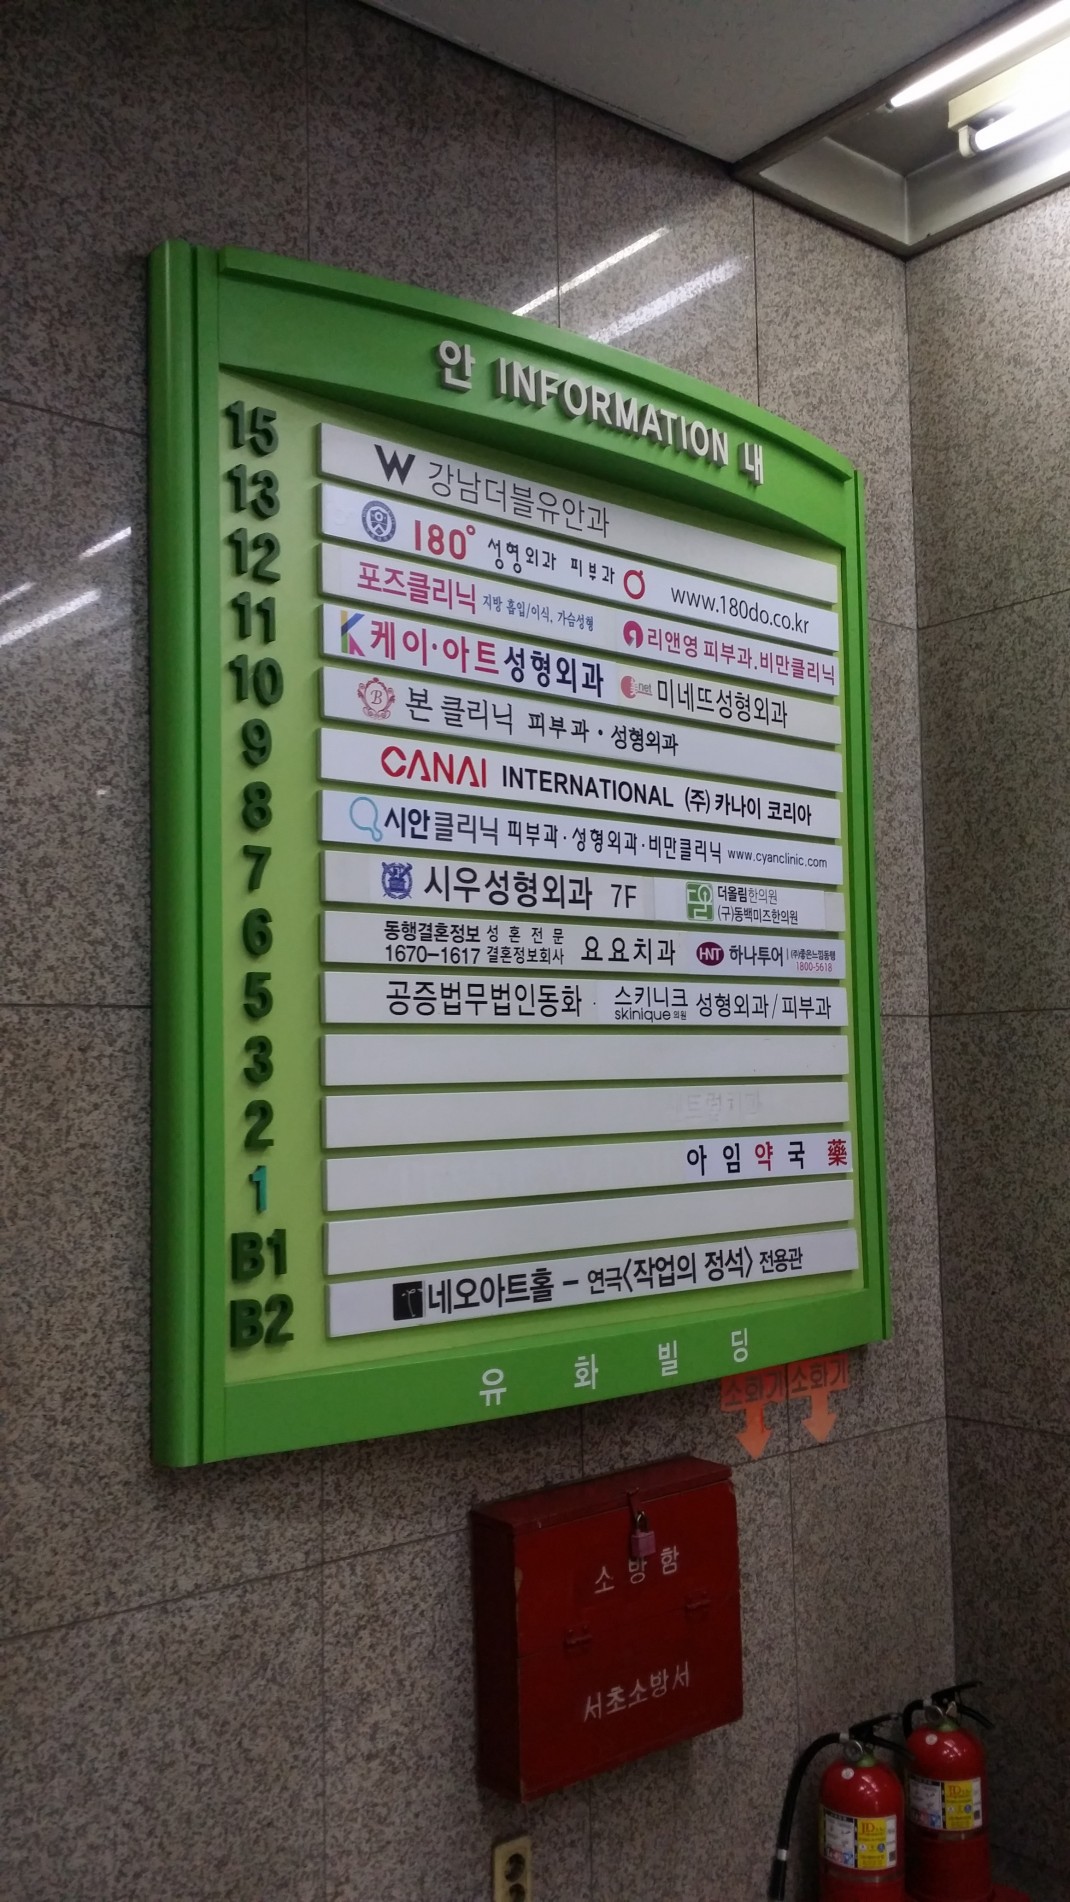 안 INFORMATION 내
15 W 강남더블유안과
13 180° 성형외과 피부과 www.180do.co.kr
12 포즈클리닉 지방 흡입/이식, 가슴성형 리앤영 피부과.비만클리닉
11 K 케이·아트 성형외과 net 미네뜨성형외과
10 B 본 클리닉 피부과·성형외과
9 CANAI INTERNATIONAL (주) 카나이 코리아
8 시안클리닉 피부과·성형외과·비만클리닉 www.cyanclinic.com
7 시우성형외과 7F 올 더올림한의원
(구)동백미즈한의원
6 동행결혼정보 성혼 전문 요요치과 HNT 하나투어 (주)좋은느낌동행
1670-1617 결혼정보회사 1800-5618
5 공증법무법인동화 스키니크 성형외과/피부과
skinique 의원
3
2
1 아임약국 藥
B1
B2 네오아트홀 - 연극<작업의 정석> 전용관
유화빌딩
소화기 소화기
소방함
서초소방서